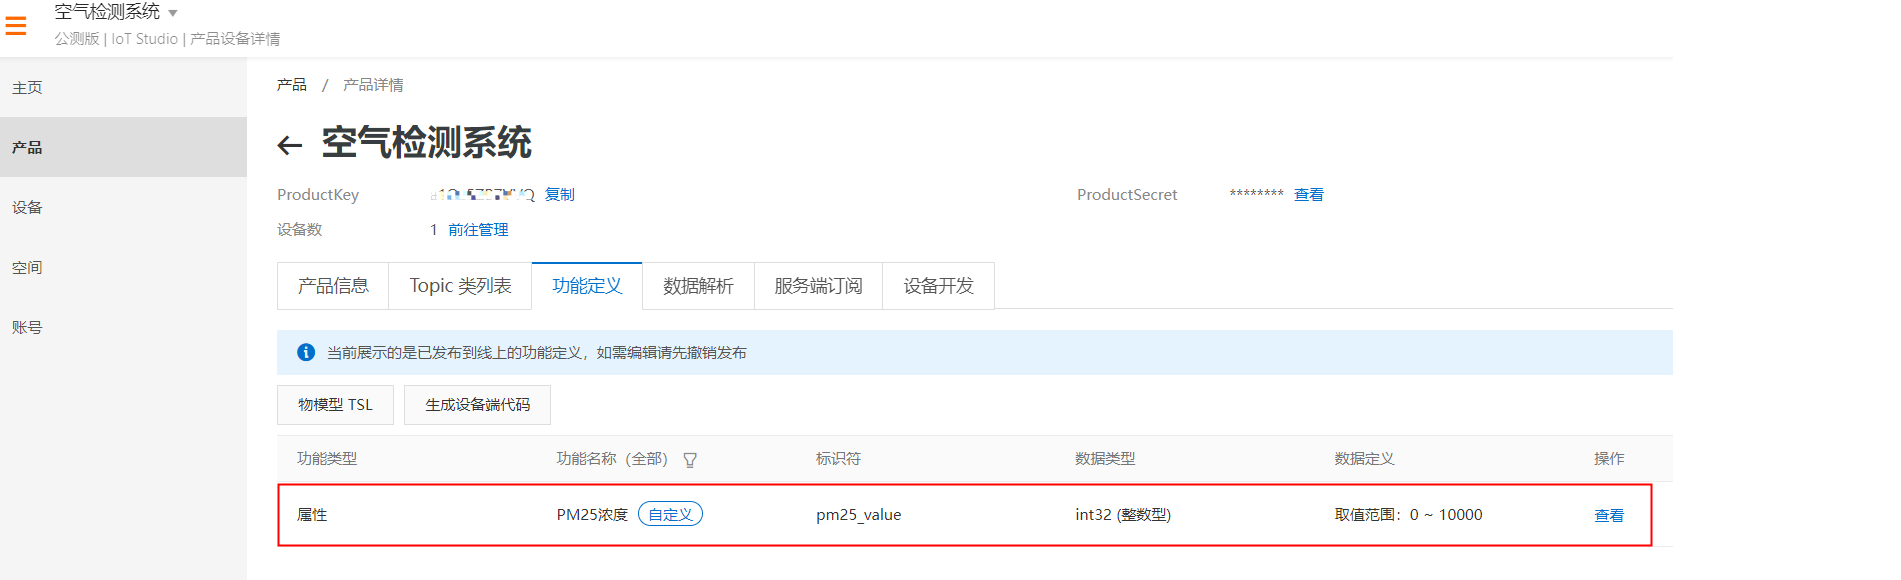 空气检测系统
公测版 | IoT Studio | 产品设备详情
主页
产品
设备
空间
账号
产品 / 产品详情
空气检测系统
ProductKey 复制 ProductSecret ******** 查看
设备数 1 前往管理
产品信息 Topic 类列表 功能定义 数据解析 服务端订阅 设备开发
当前展示的是已发布到线上的功能定义，如需编辑请先撤销发布
物模型 TSL 生成设备端代码
功能类型 功能名称（全部） 标识符 数据类型 数据定义 操作
属性 PM25浓度 自定义 pm25_value int32 (整数型) 取值范围：0 ~ 10000 查看